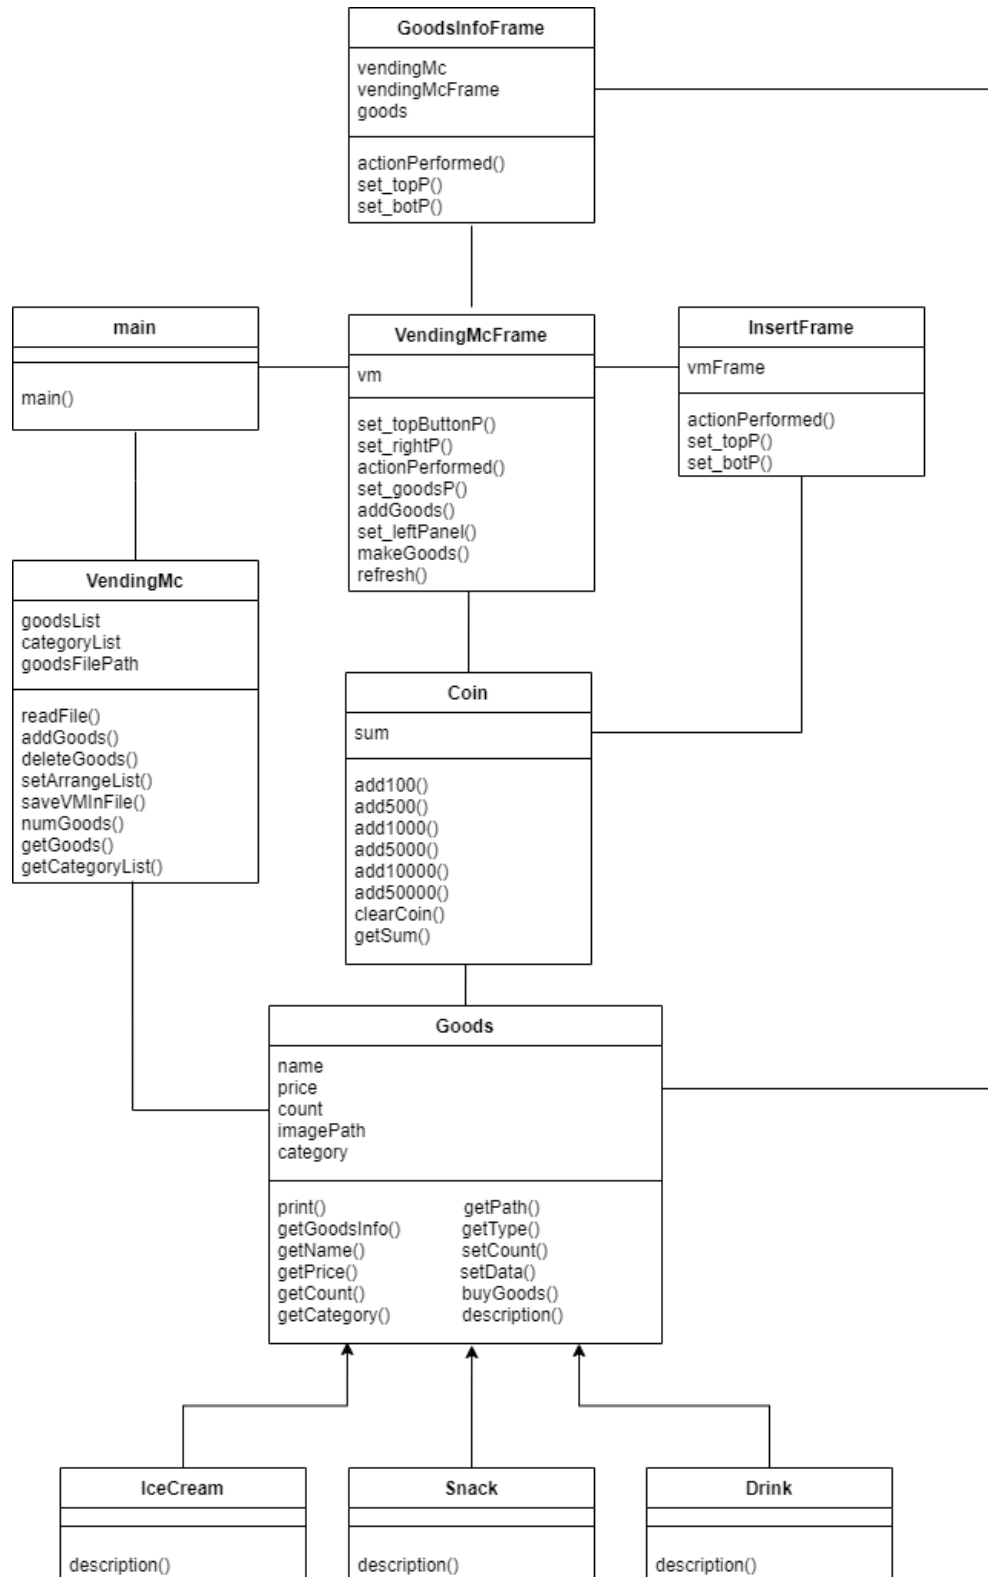 GoodsInfoFrame
vendingMc
vendingMcFrame
goods
actionPerformed()
set_topP()
set_botP()
main
main()
VendingMcFrame
vm
set_topButtonP()
set_rightP()
actionPerformed()
set_goodsP()
addGoods()
set_leftPanel()
makeGoods()
refresh()
InsertFrame
vmFrame
actionPerformed()
set_topP()
set_botP()
VendingMc
goodsList
categoryList
goodsFilePath
readFile()
addGoods()
deleteGoods()
setArrangeList()
saveVMInFile()
numGoods()
getGoods()
getCategoryList()
Coin
sum
add100()
add500()
add1000()
add5000()
add10000()
add50000()
clearCoin()
getSum()
Goods
name
price
count
imagePath
category
print() getPath()
getGoodsInfo() getType()
getName() setCount()
getPrice() setData()
getCount() buyGoods()
getCategory() description()
IceCream
description()
Snack
description()
Drink
description()